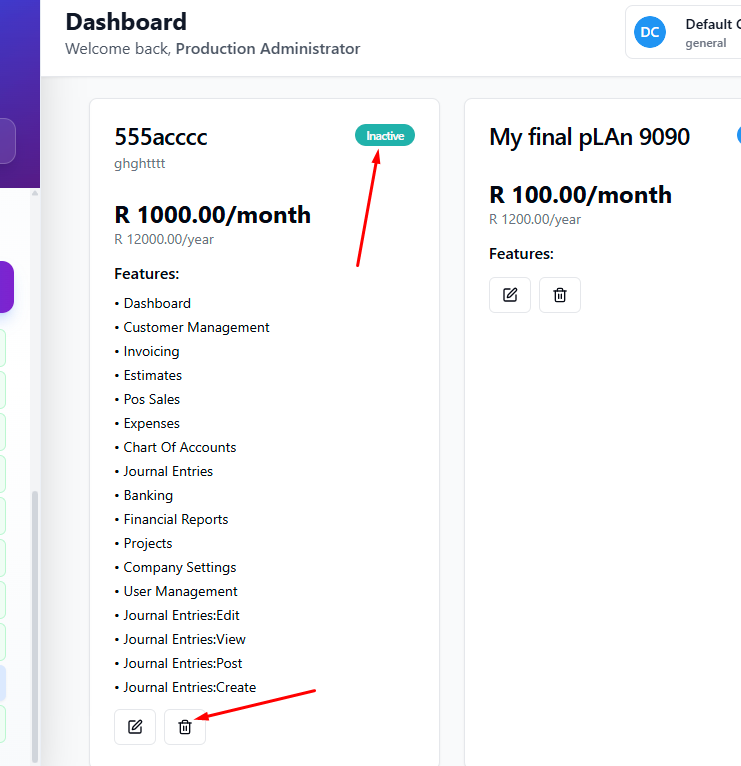 Dashboard
Welcome back, Production Administrator
DC
Default
general
555acccc
Inactive
ghghtttt
R 1000.00/month
R 12000.00/year
Features:
• Dashboard
• Customer Management
• Invoicing
• Estimates
• Pos Sales
• Expenses
• Chart Of Accounts
• Journal Entries
• Banking
• Financial Reports
• Projects
• Company Settings
• User Management
• Journal Entries:Edit
• Journal Entries:View
• Journal Entries:Post
• Journal Entries:Create
My final pLAn 9090
R 100.00/month
R 1200.00/year
Features: